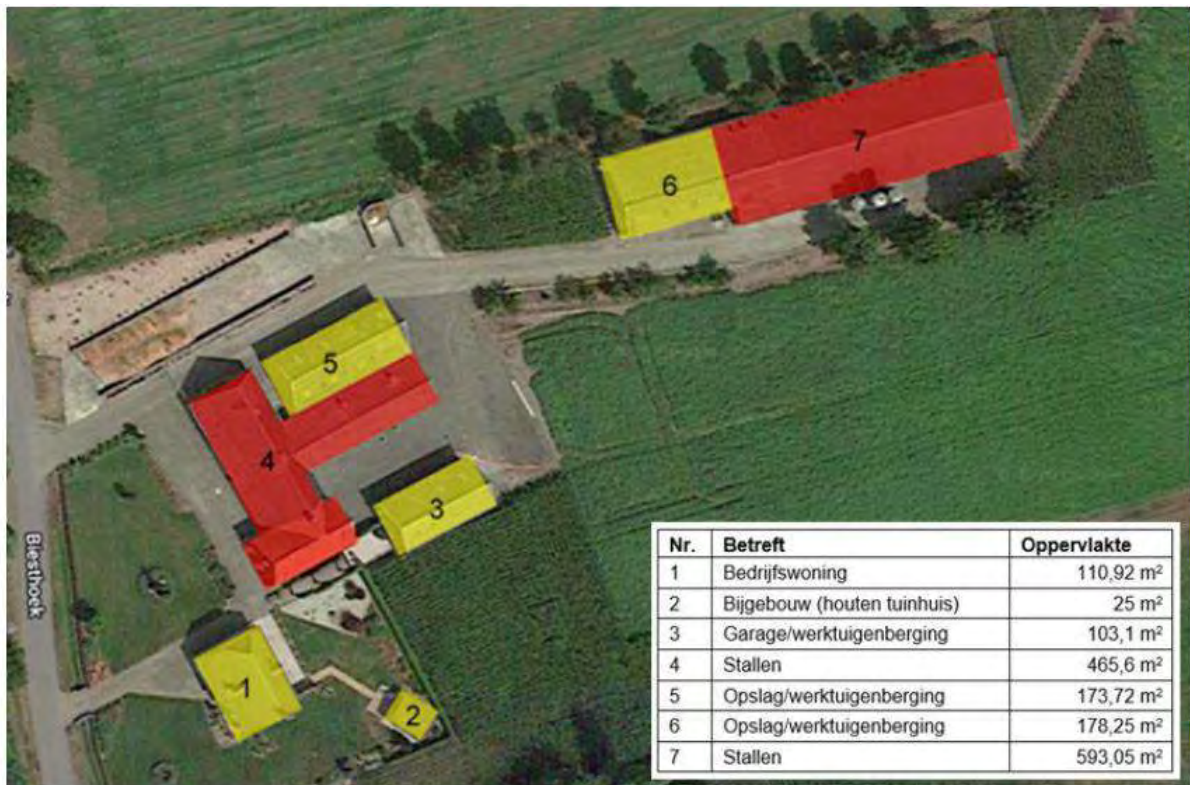 7
6
5
4
3
Biesthoek
1
2
Nr. Betreft Oppervlakte
1 Bedrijfswoning 110,92 m²
2 Bijgebouw (houten tuinhuis) 25 m²
3 Garage/werktuigenberging 103,1 m²
4 Stallen 465,6 m²
5 Opslag/werktuigenberging 173,72 m²
6 Opslag/werktuigenberging 178,25 m²
7 Stallen 593,05 m²